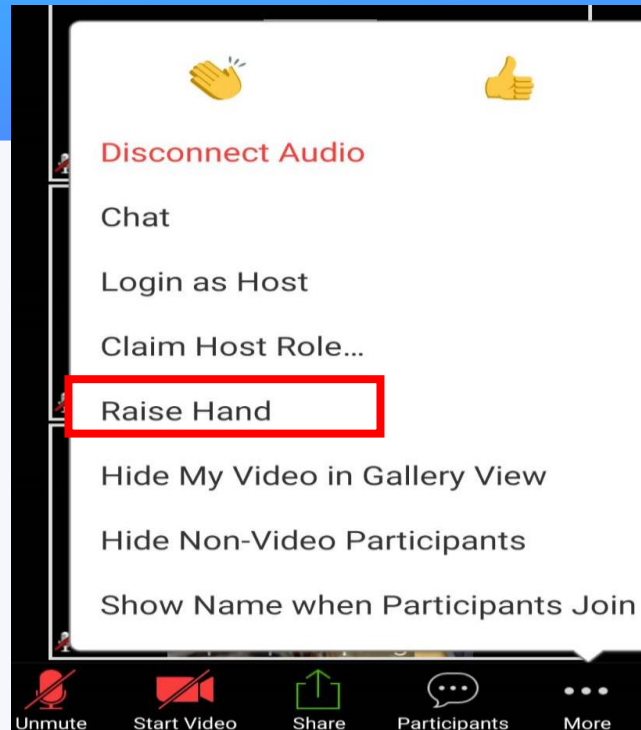 Disconnect Audio
Chat
Login as Host
Claim Host Role...
Raise Hand
Hide My Video in Gallery View
Hide Non-Video Participants
Show Name when Participants Join
Unmute Start Video Share Participants More